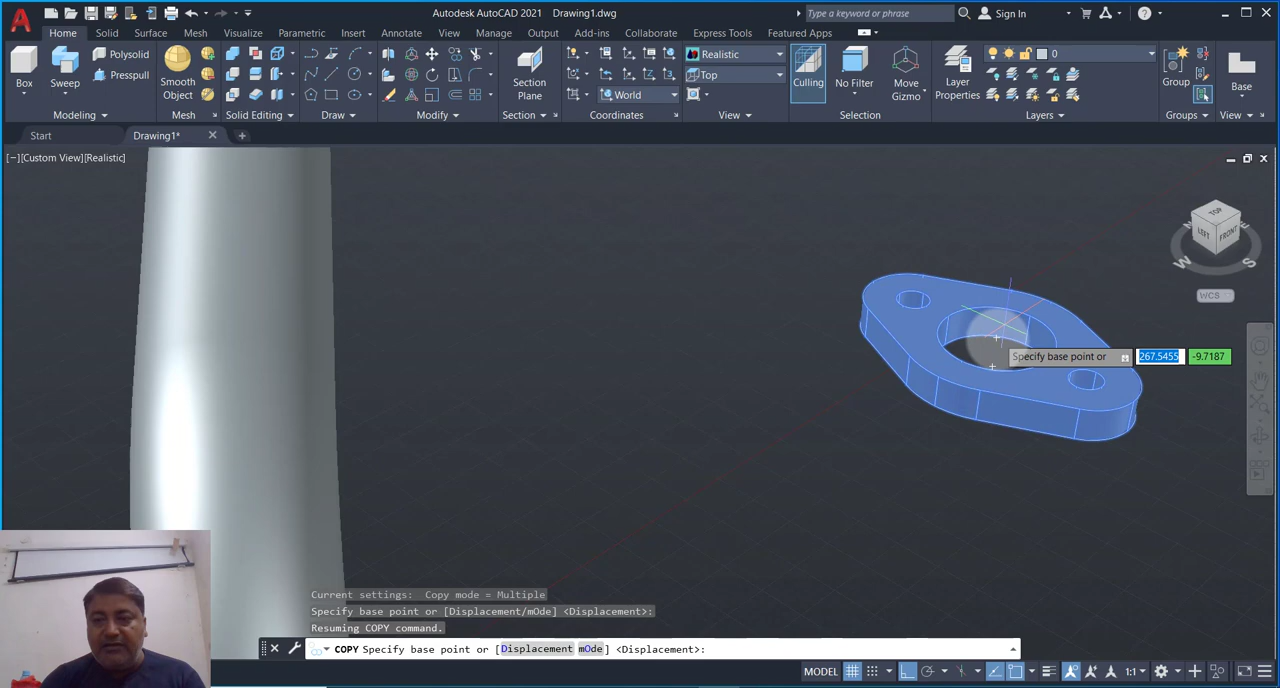 Autodesk AutoCAD 2021 Drawing1.dwg
Type a keyword or phrase
Sign In
Home Solid Surface Mesh Visualize Parametric Insert Annotate View Manage Output Add-ins Collaborate Express Tools Featured Apps
Box
Sweep
Polysolid
Presspull
Smooth
Object
Section
Plane
World
Realistic
Top
Culling
No Filter
Move
Gizmo
Layer
Properties
0
Group
Base
Modeling
Mesh
Solid Editing
Draw
Modify
Section
Coordinates
View
Selection
Layers
Groups
View
Start
Drawing1*
[−][Custom View][Realistic]
TOP
LEFT
FRONT
W
S
WCS
Specify base point or
267.5455
-9.7187
Current settings: Copy mode = Multiple
Specify base point or [Displacement/mOde] <Displacement>:
Resuming COPY command.
COPY Specify base point or [Displacement mOde] <Displacement>:
MODEL
1:1